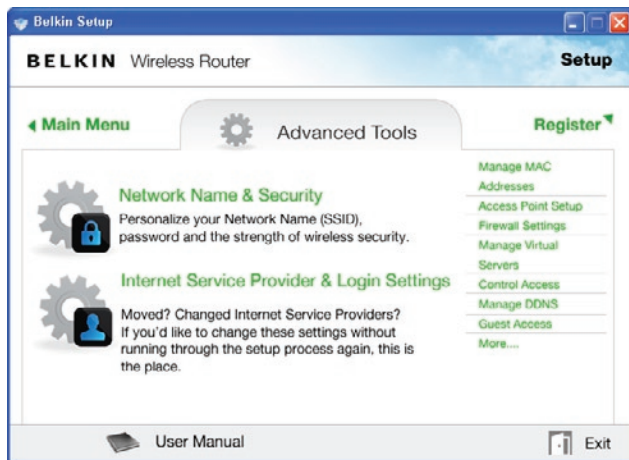 Belkin Setup
BELKIN Wireless Router
Setup
Main Menu
Advanced Tools
Register
Network Name & Security
Personalize your Network Name (SSID),
password and the strength of wireless security.
Internet Service Provider & Login Settings
Moved? Changed Internet Service Providers?
If you'd like to change these settings without
running through the setup process again, this is
the place.
Manage MAC
Addresses
Access Point Setup
Firewall Settings
Manage Virtual
Servers
Control Access
Manage DDNS
Guest Access
More....
User Manual
Exit